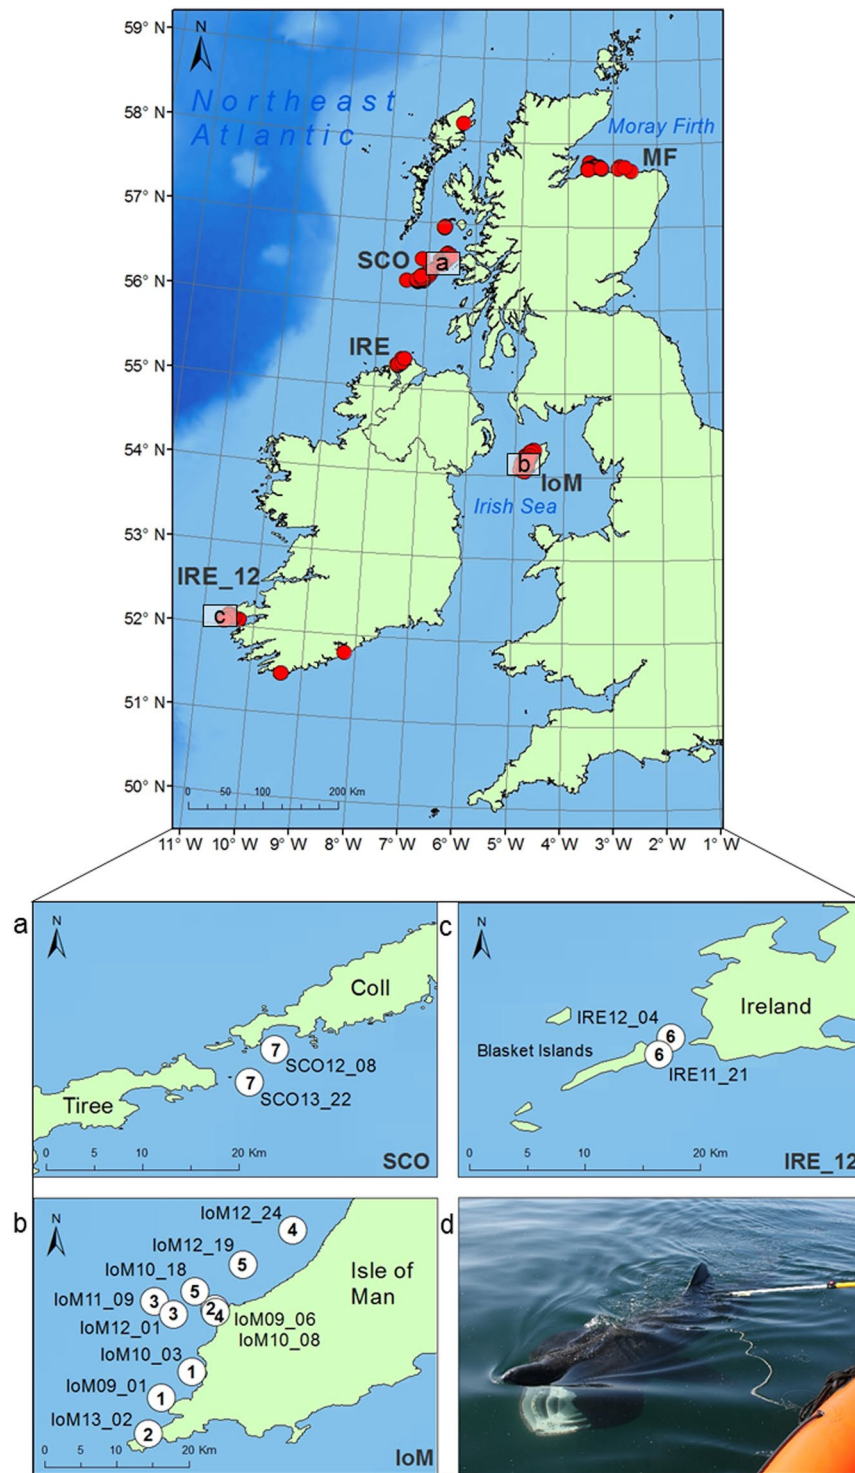 59° N
58° N
57° N
56° N
55° N
54° N
53° N
52° N
51° N
50° N
N
Northeast
Atlantic
Moray Firth
MF
SCO
a
IRE
b
IoM
Irish Sea
IRE_12
c
0 50 100 200 Km
11° W 10° W 9° W 8° W 7° W 6° W 5° W 4° W 3° W 2° W 1° W
a
N
Coll
7
SCO12_08
7
SCO13_22
Tiree
0 5 10 20 Km
SCO
c
N
Ireland
IRE12_04
6
Blasket Islands
6
IRE11_21
0 5 10 20 Km
IRE_12
b
N
IoM12_24
4
IoM12_19
5
Isle of
Man
IoM10_18
5
IoM11_09
3
3
2
4
IoM12_01
IoM09_06
IoM10_08
IoM10_03
1
IoM09_01
1
IoM13_02
2
0 5 10 20 Km
IoM
d